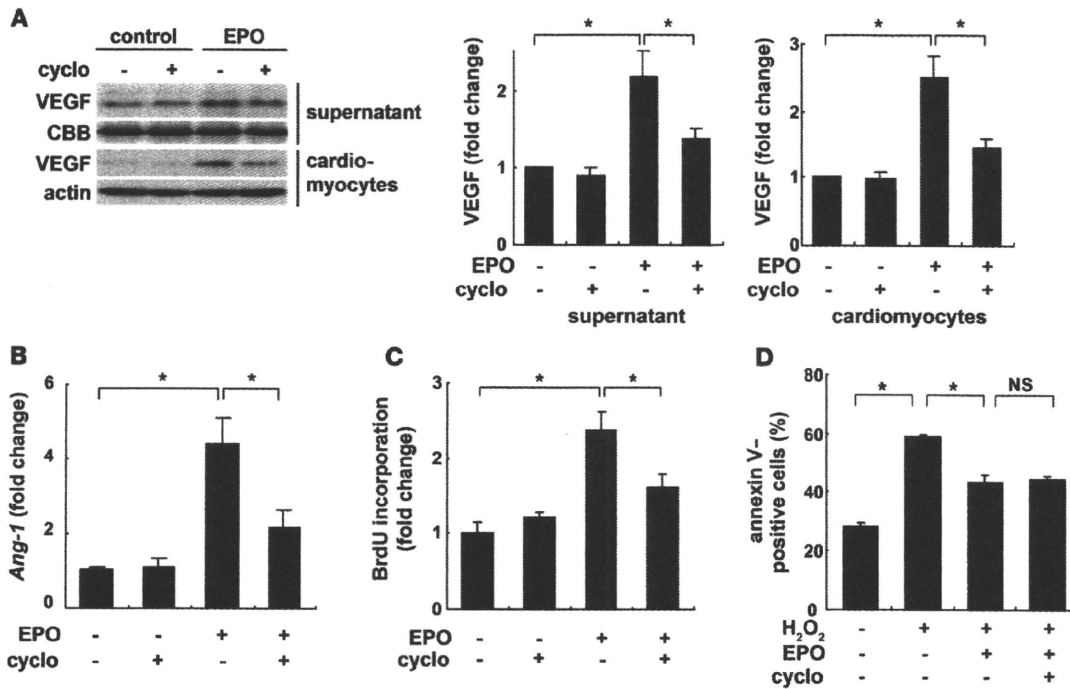 A
control EPO
cyclo - + - +
VEGF
CBB
supernatant
VEGF
actin
cardio-
myocytes
* *
VEGF (fold change)
2
1
0
EPO - - + +
cyclo - + - +
supernatant
* *
VEGF (fold change)
3
2
1
0
EPO - - + +
cyclo - + - +
cardiomyocytes
B
* *
Ang-1 (fold change)
6
4
2
0
EPO - - + +
cyclo - + - +
C
* *
BrdU incorporation
(fold change)
3
2
1
0
EPO - - + +
cyclo - + - +
D
* * NS
annexin V–
positive cells (%)
80
60
40
20
0
H₂O₂ - + + +
EPO - - + +
cyclo - - - +